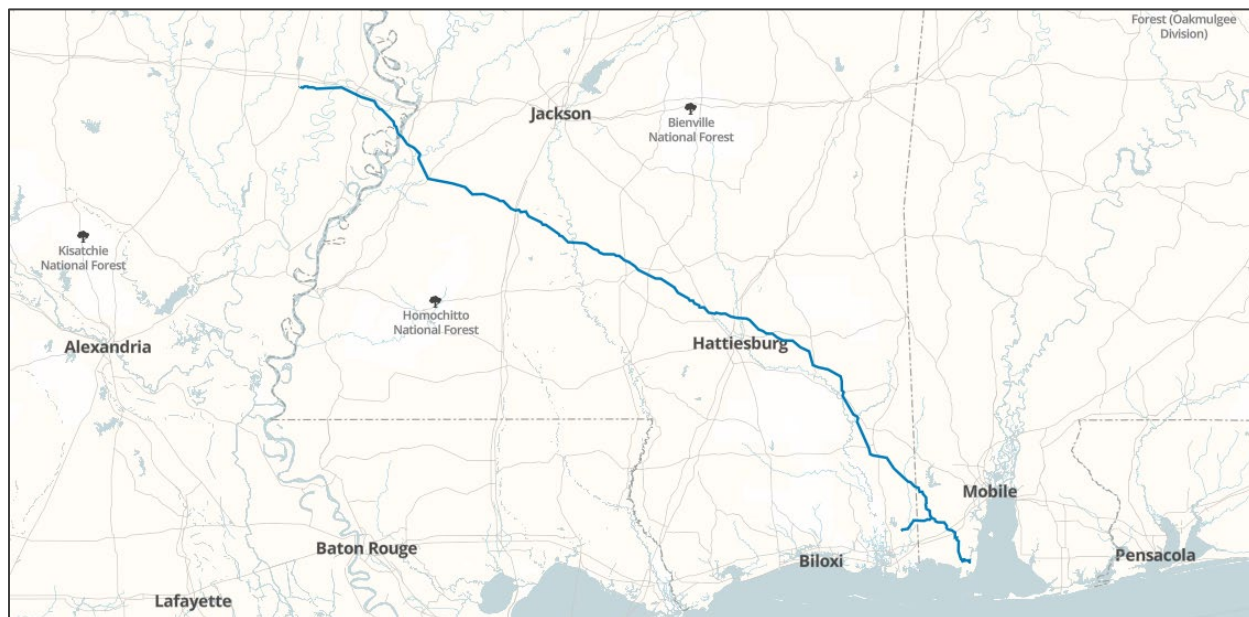 Forest (Oakmulgee
Division)
Jackson
Bienville
National Forest
Kisatchie
National Forest
Homochitto
National Forest
Alexandria
Hattiesburg
Mobile
Baton Rouge
Biloxi
Pensacola
Lafayette